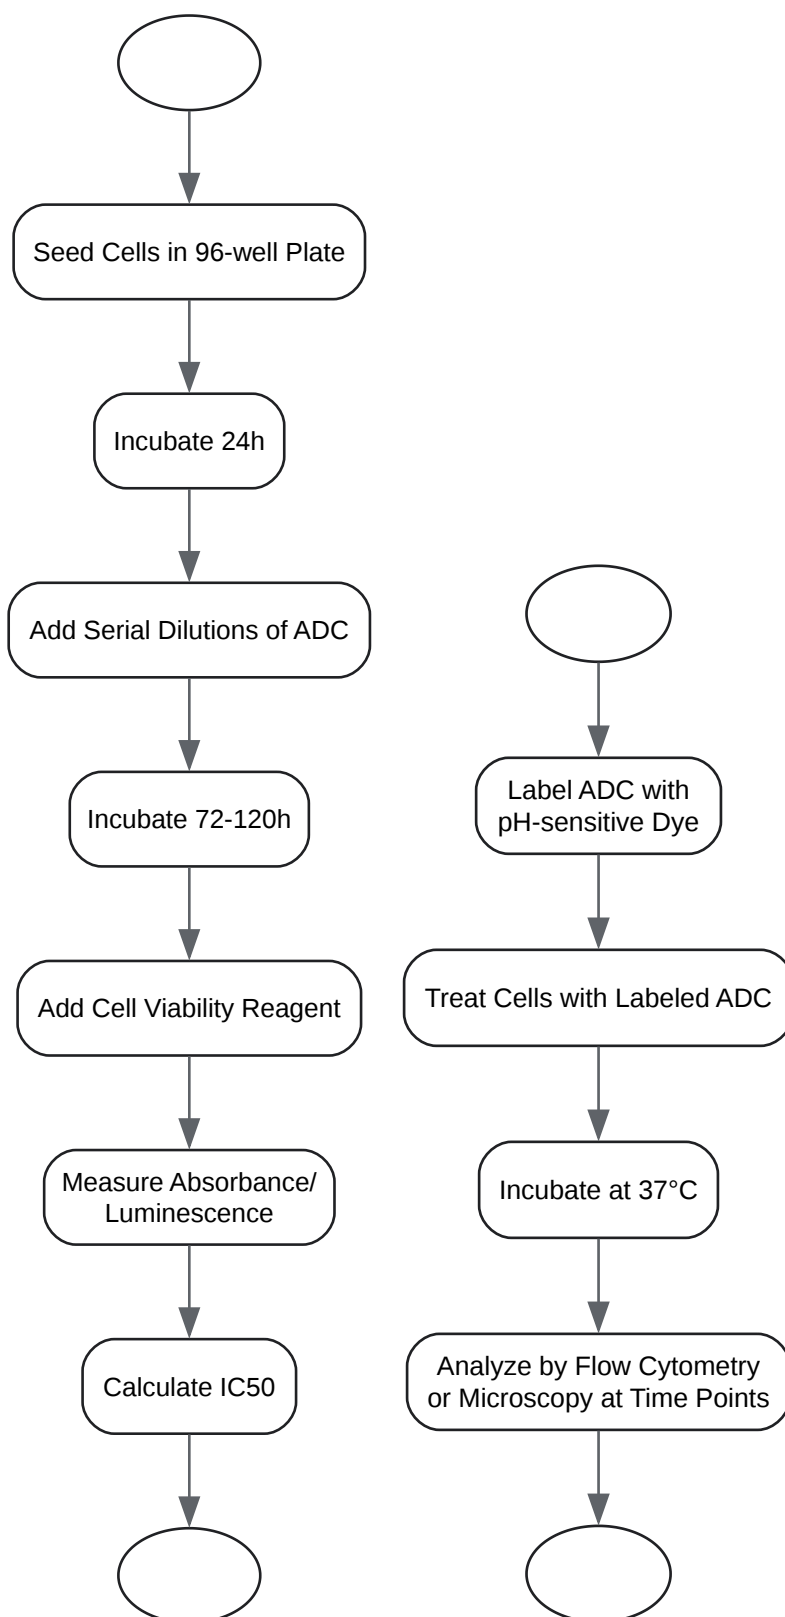 Seed Cells in 96-well Plate
Incubate 24h
Add Serial Dilutions of ADC
Incubate 72-120h
Add Cell Viability Reagent
Measure Absorbance/
Luminescence
Calculate IC50
Label ADC with
pH-sensitive Dye
Treat Cells with Labeled ADC
Incubate at 37°C
Analyze by Flow Cytometry
or Microscopy at Time Points